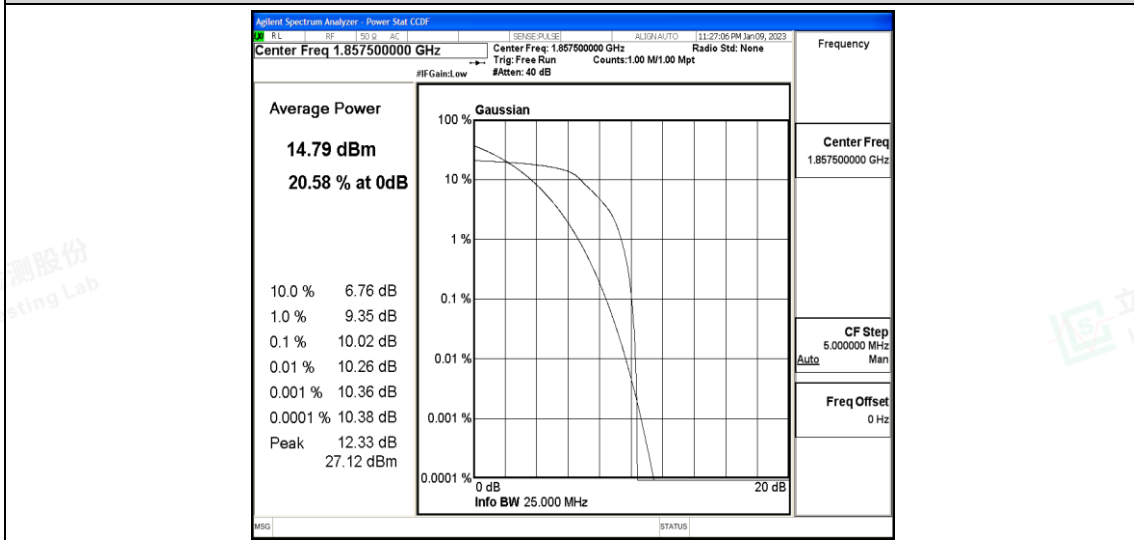 Agilent Spectrum Analyzer - Power Stat CCDF
RL RF 50 Ω AC SENSE:PULSE ALIGNAUTO 11:27:06 PM Jan 09, 2023
Center Freq 1.857500000 GHz
Center Freq: 1.857500000 GHz Radio Std: None
Trig: Free Run Counts:1.00 M/1.00 Mpt
#IFGain:Low #Atten: 40 dB
Frequency
Center Freq
1.857500000 GHz
CF Step
5.000000 MHz
Auto Man
Freq Offset
0 Hz
Average Power
14.79 dBm
20.58 % at 0dB
10.0 % 6.76 dB
1.0 % 9.35 dB
0.1 % 10.02 dB
0.01 % 10.26 dB
0.001 % 10.36 dB
0.0001 % 10.38 dB
Peak 12.33 dB
27.12 dBm
Gaussian
100 %
10 %
1 %
0.1 %
0.01 %
0.001 %
0.0001 %
0 dB 20 dB
Info BW 25.000 MHz
MSG STATUS
测股份
sting Lab
立